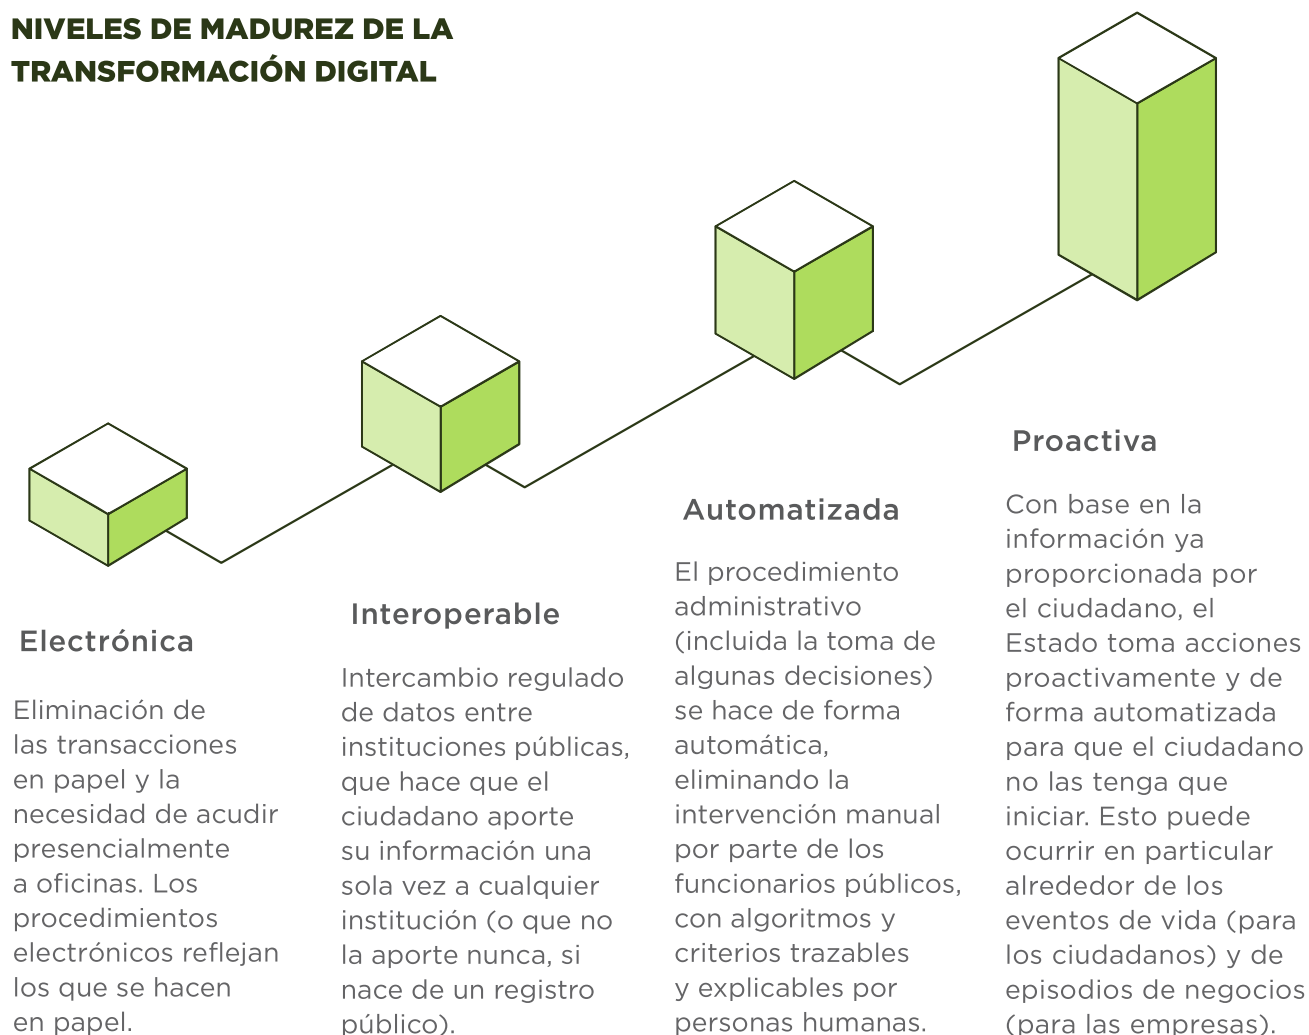 NIVELES DE MADUREZ DE LA
TRANSFORMACIÓN DIGITAL
Electrónica
Eliminación de
las transacciones
en papel y la
necesidad de acudir
presencialmente
a oficinas. Los
procedimientos
electrónicos reflejan
los que se hacen
en papel.
Interoperable
Intercambio regulado
de datos entre
instituciones públicas,
que hace que el
ciudadano aporte
su información una
sola vez a cualquier
institución (o que no
la aporte nunca, si
nace de un registro
público).
Automatizada
El procedimiento
administrativo
(incluida la toma de
algunas decisiones)
se hace de forma
automática,
eliminando la
intervención manual
por parte de los
funcionarios públicos,
con algoritmos y
criterios trazables
y explicables por
personas humanas.
Proactiva
Con base en la
información ya
proporcionada por
el ciudadano, el
Estado toma acciones
proactivamente y de
forma automatizada
para que el ciudadano
no las tenga que
iniciar. Esto puede
ocurrir en particular
alrededor de los
eventos de vida (para
los ciudadanos) y de
episodios de negocios
(para las empresas).